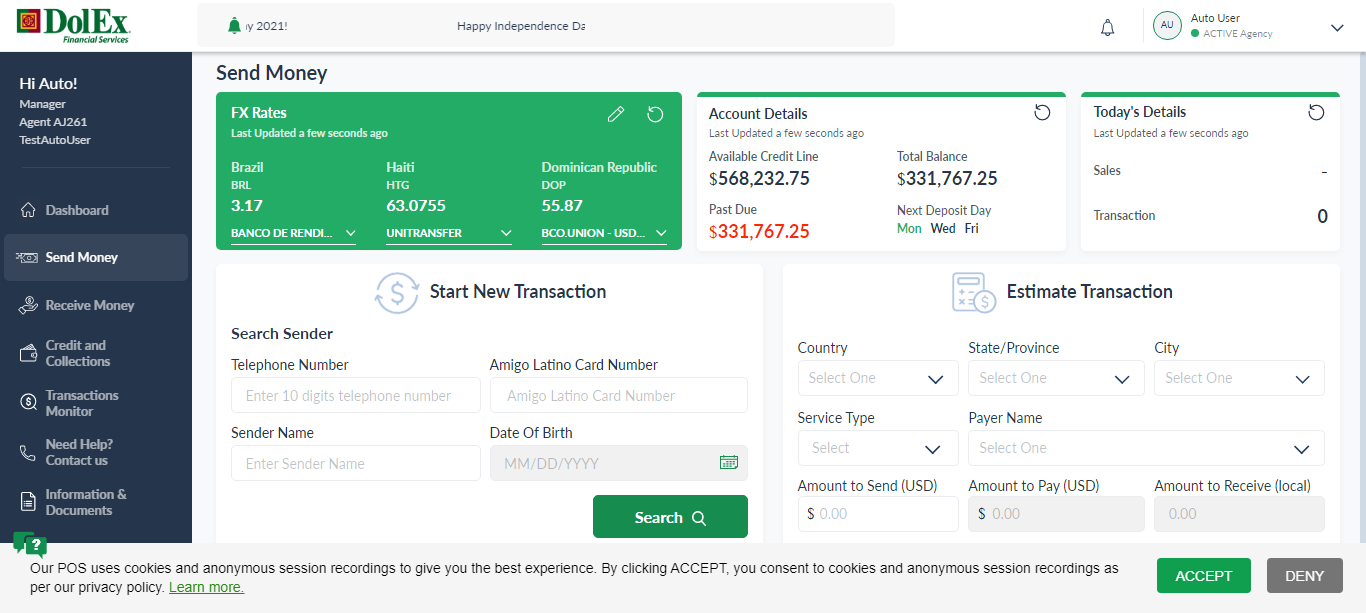 DolEx
Financial Services
y 2021!
Happy Independence Da
AU
Auto User
ACTIVE Agency
Hi Auto!
Manager
Agent AJ261
TestAutoUser
Dashboard
Send Money
Receive Money
Credit and
Collections
Transactions
Monitor
Need Help?
Contact us
Information &
Documents
Send Money
FX Rates
Last Updated a few seconds ago
Brazil
BRL
3.17
BANCO DE RENDI...
Haiti
HTG
63.0755
UNITRANSFER
Dominican Republic
DOP
55.87
BCO.UNION - USD...
Account Details
Last Updated a few seconds ago
Available Credit Line
$568,232.75
Total Balance
$331,767.25
Past Due
$331,767.25
Next Deposit Day
Mon Wed Fri
Today's Details
Last Updated a few seconds ago
Sales -
Transaction 0
Start New Transaction
Search Sender
Telephone Number
Enter 10 digits telephone number
Amigo Latino Card Number
Amigo Latino Card Number
Sender Name
Enter Sender Name
Date Of Birth
MM/DD/YYYY
Search
Estimate Transaction
Country
Select One
State/Province
Select One
City
Select One
Service Type
Select
Payer Name
Select One
Amount to Send (USD)
$ 0.00
Amount to Pay (USD)
$ 0.00
Amount to Receive (local)
0.00
?
Our POS uses cookies and anonymous session recordings to give you the best experience. By clicking ACCEPT, you consent to cookies and anonymous session recordings as
per our privacy policy. Learn more.
ACCEPT
DENY